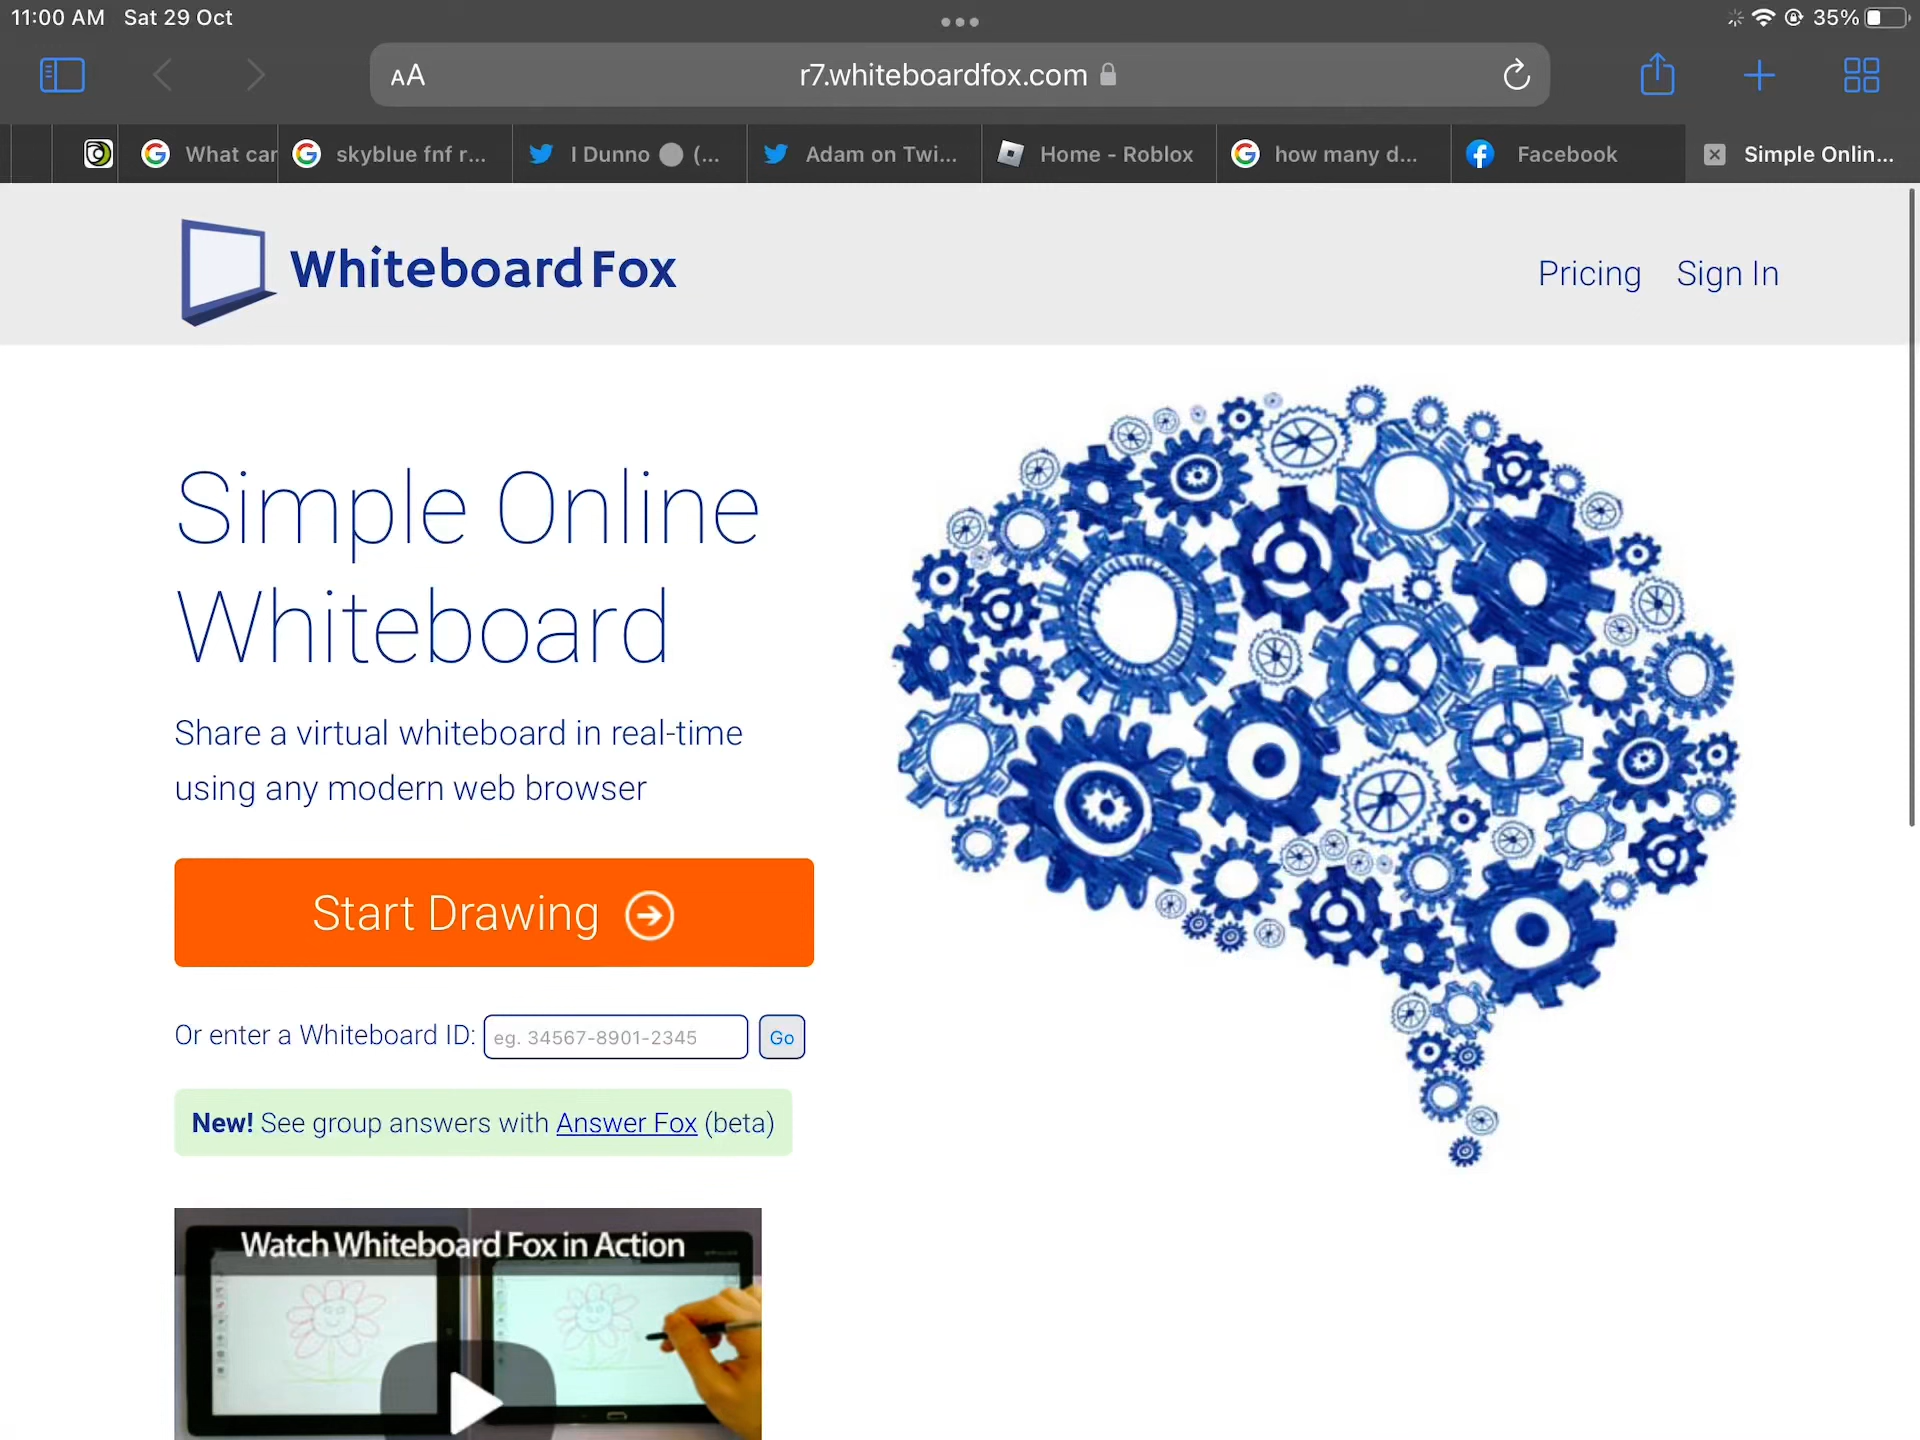 11:00 AM Sat 29 Oct
35%
AA
r7.whiteboardfox.com
What car
skyblue fnf r...
I Dunno ⚪ (...
Adam on Twi...
Home - Roblox
how many d...
Facebook
Simple Onlin...
Whiteboard Fox
Pricing
Sign In
Simple Online
Whiteboard
Share a virtual whiteboard in real-time
using any modern web browser
Start Drawing
Or enter a Whiteboard ID: eg. 34567-8901-2345 Go
New! See group answers with Answer Fox (beta)
Watch Whiteboard Fox in Action